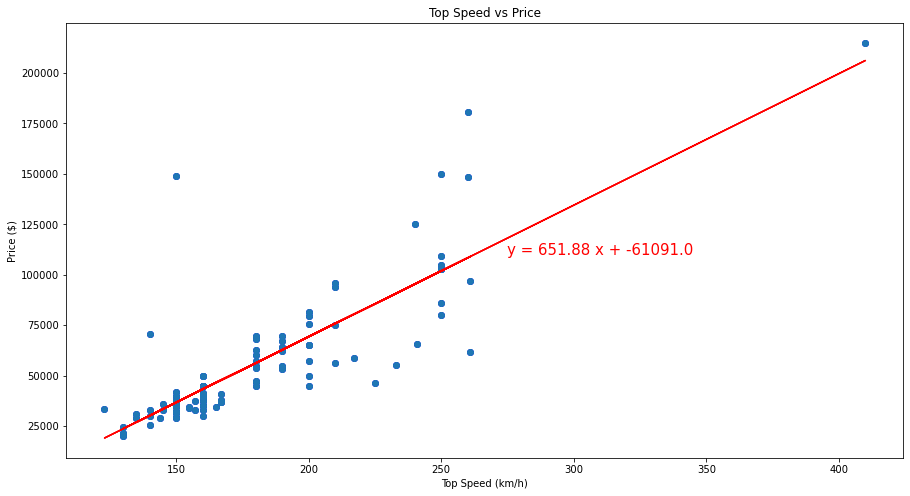 Top Speed vs Price
Price ($)
200000
175000
150000
125000
100000
75000
50000
25000
y = 651.88 x + -61091.0
150 200 250 300 350 400
Top Speed (km/h)